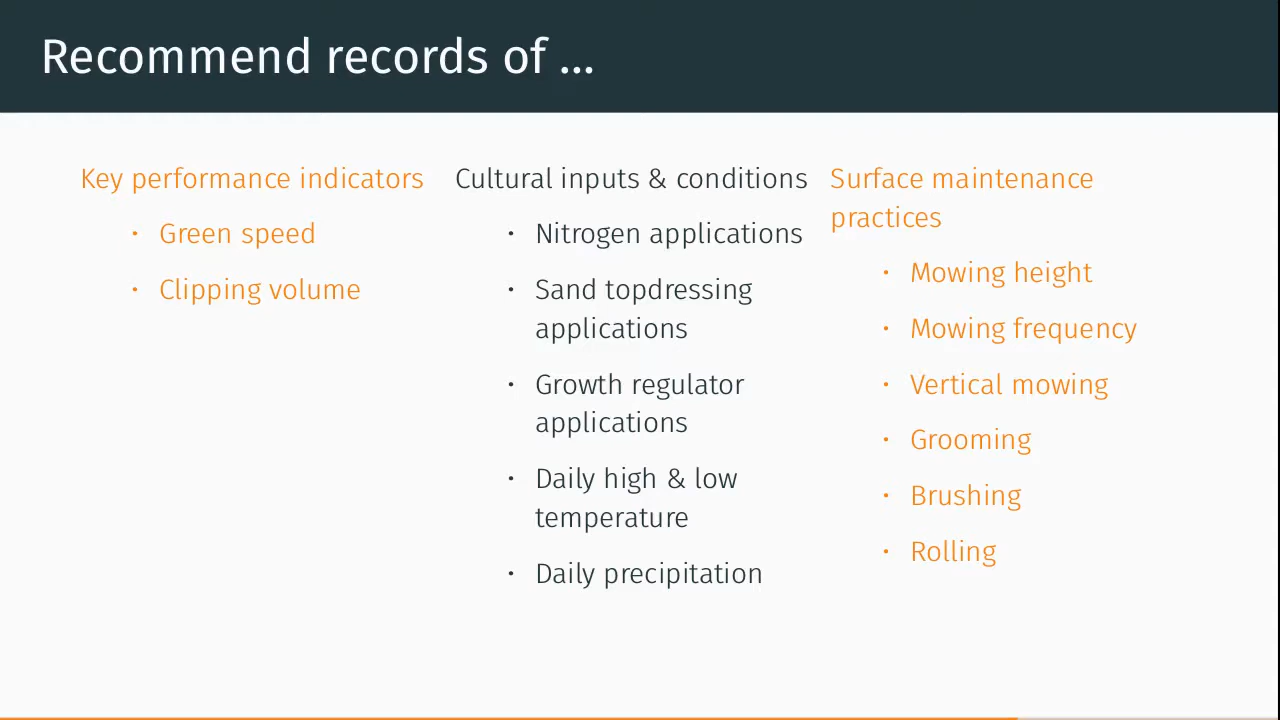 Recommend records of ...
Key performance indicators
• Green speed
• Clipping volume
Cultural inputs & conditions
• Nitrogen applications
• Sand topdressing
applications
• Growth regulator
applications
• Daily high & low
temperature
• Daily precipitation
Surface maintenance
practices
• Mowing height
• Mowing frequency
• Vertical mowing
• Grooming
• Brushing
• Rolling